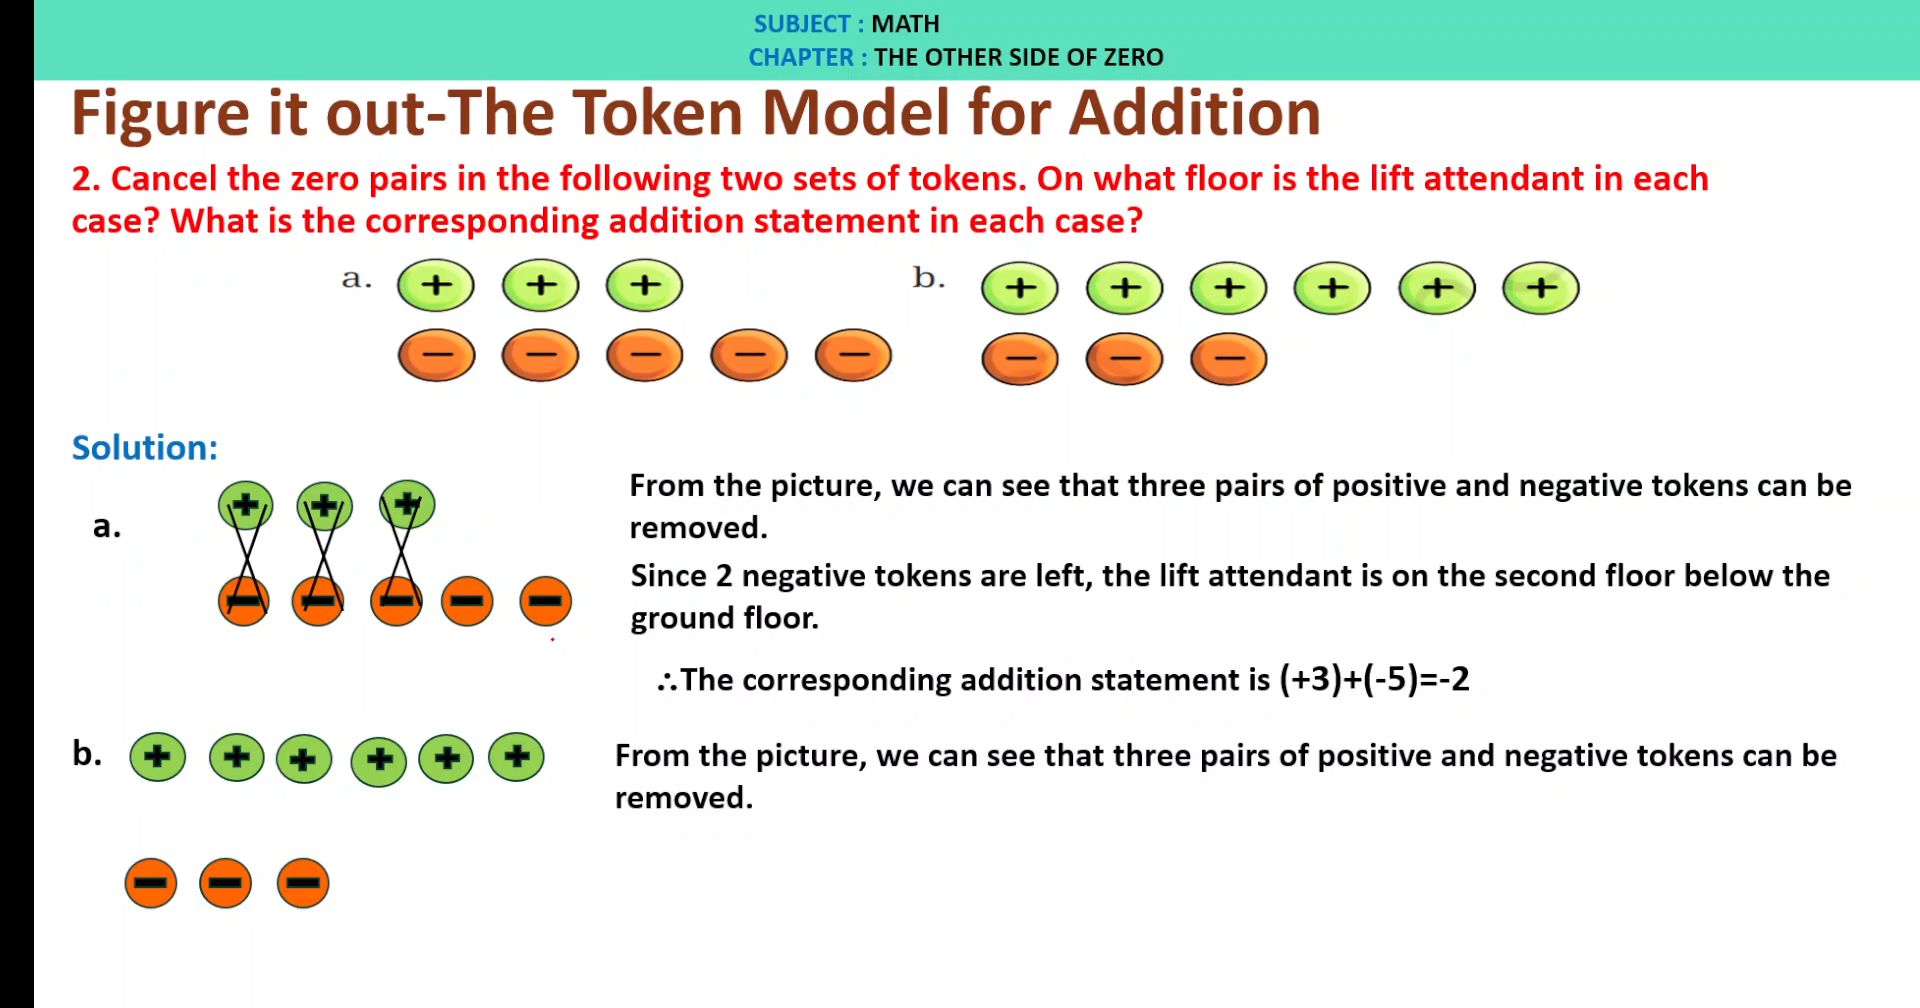 SUBJECT : MATH
CHAPTER : THE OTHER SIDE OF ZERO
Figure it out-The Token Model for Addition
2. Cancel the zero pairs in the following two sets of tokens. On what floor is the lift attendant in each
case? What is the corresponding addition statement in each case?
a. + + +
− − − − −
b. + + + + + +
− − −
Solution:
a. + + +
− − − − −
From the picture, we can see that three pairs of positive and negative tokens can be
removed.
Since 2 negative tokens are left, the lift attendant is on the second floor below the
ground floor.
∴The corresponding addition statement is (+3)+(-5)=-2
b. + + + + + +
− − −
From the picture, we can see that three pairs of positive and negative tokens can be
removed.